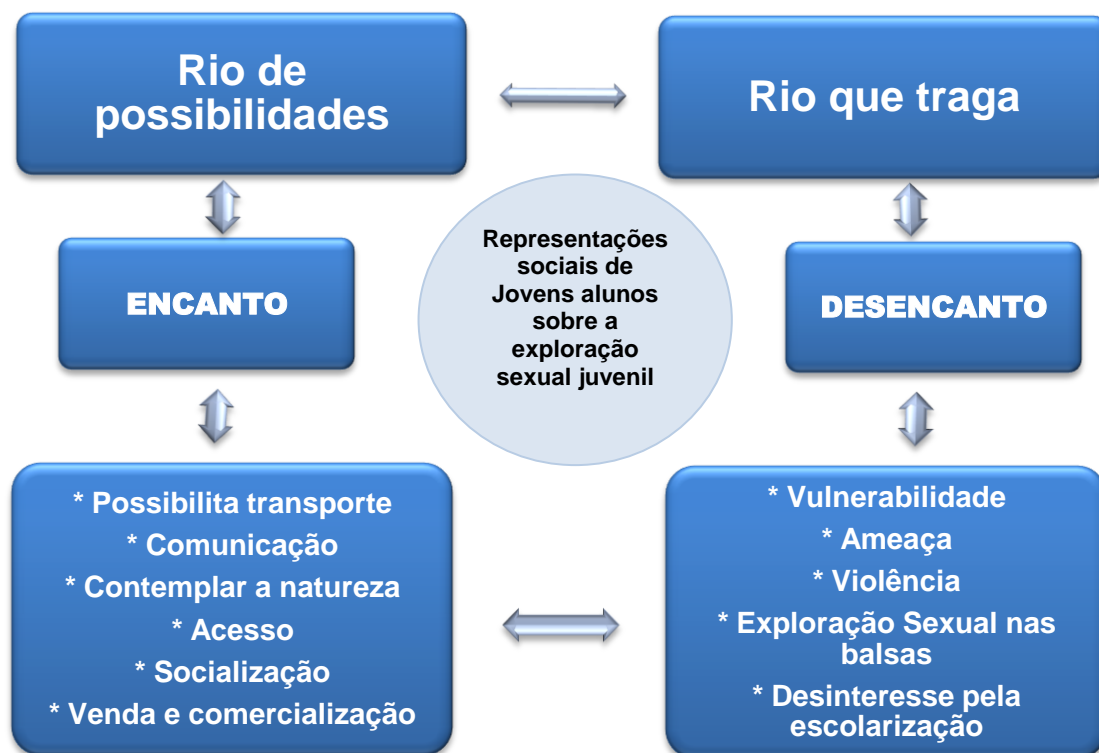 Rio de
possibilidades
Rio que traga
Representações
sociais de
Jovens alunos
sobre a
exploração
sexual juvenil
ENCANTO
DESENCANTO
* Possibilita transporte
* Comunicação
* Contemplar a natureza
* Acesso
* Socialização
* Venda e comercialização
* Vulnerabilidade
* Ameaça
* Violência
* Exploração Sexual nas
balsas
* Desinteresse pela
escolarização